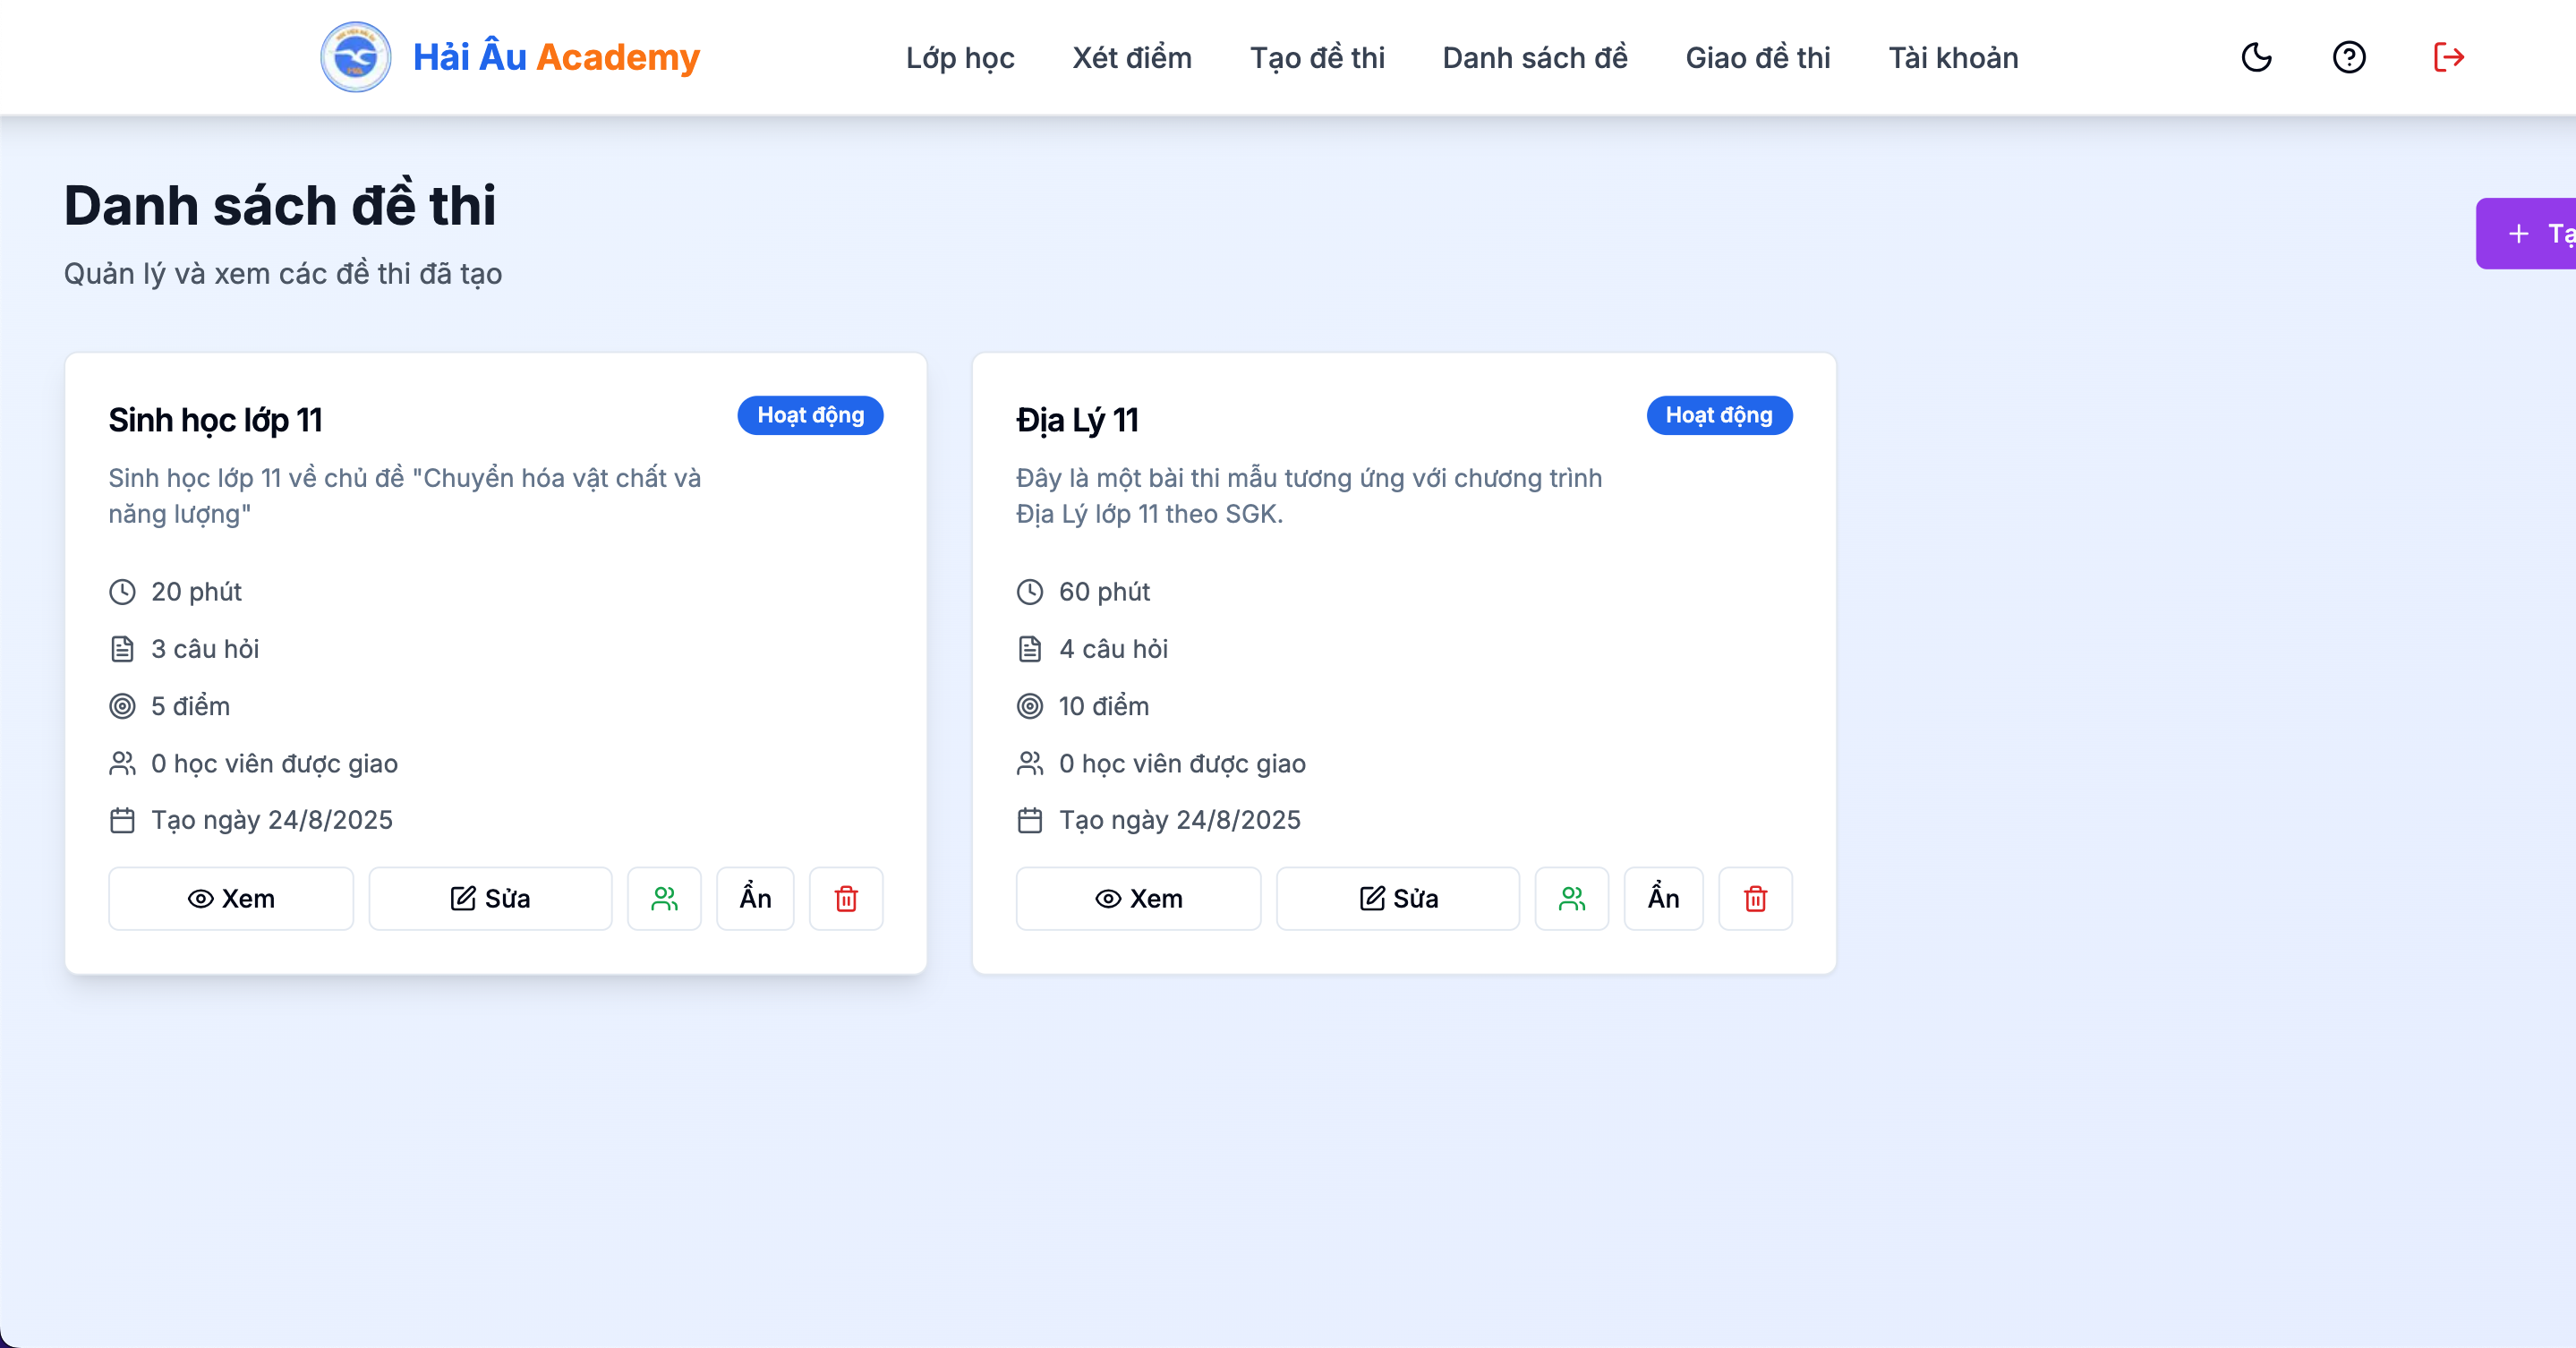 Hải Âu Academy
Lớp học
Xét điểm
Tạo đề thi
Danh sách đề
Giao đề thi
Tài khoản
Danh sách đề thi
Quản lý và xem các đề thi đã tạo
Sinh học lớp 11
Hoạt động
Sinh học lớp 11 về chủ đề "Chuyển hóa vật chất và
năng lượng"
20 phút
3 câu hỏi
5 điểm
0 học viên được giao
Tạo ngày 24/8/2025
Xem
Sửa
Ẩn
Địa Lý 11
Hoạt động
Đây là một bài thi mẫu tương ứng với chương trình
Địa Lý lớp 11 theo SGK.
60 phút
4 câu hỏi
10 điểm
0 học viên được giao
Tạo ngày 24/8/2025
Xem
Sửa
Ẩn